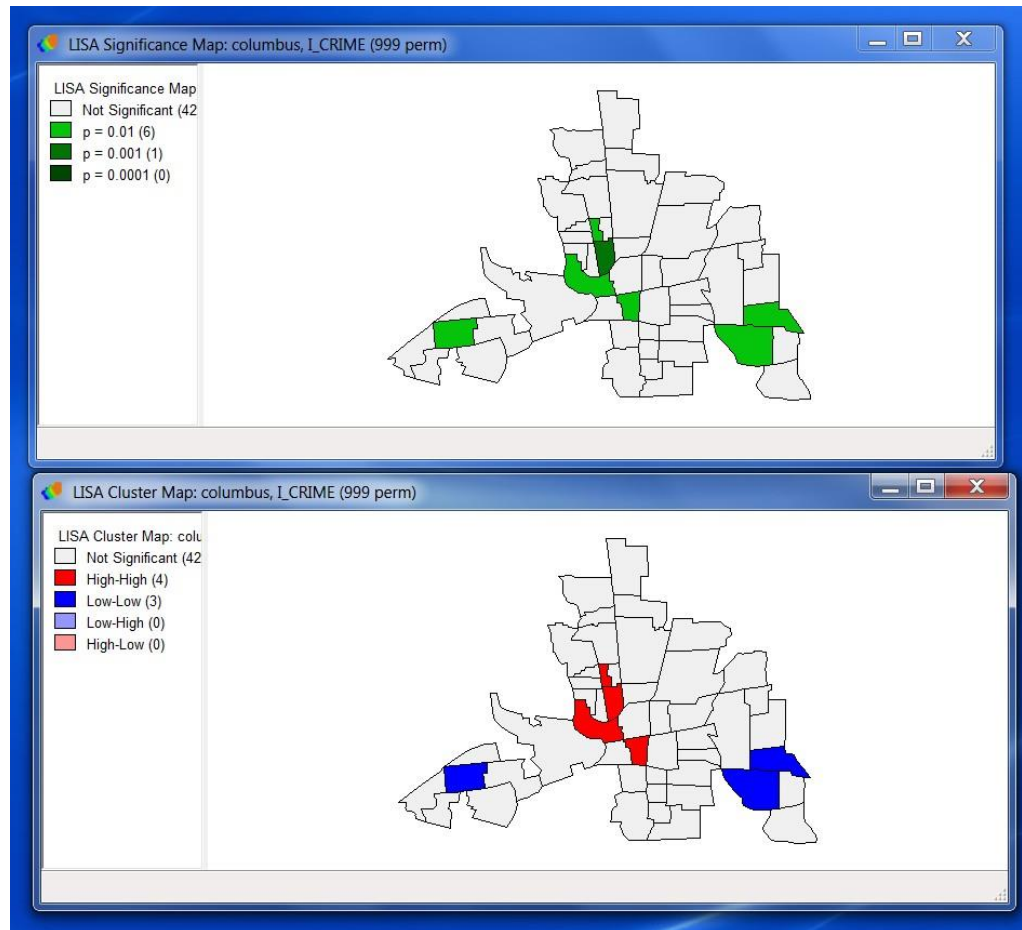 LISA Significance Map: columbus, I_CRIME (999 perm)
LISA Significance Map
Not Significant (42
p = 0.01 (6)
p = 0.001 (1)
p = 0.0001 (0)
LISA Cluster Map: columbus, I_CRIME (999 perm)
LISA Cluster Map: colu
Not Significant (42
High-High (4)
Low-Low (3)
Low-High (0)
High-Low (0)